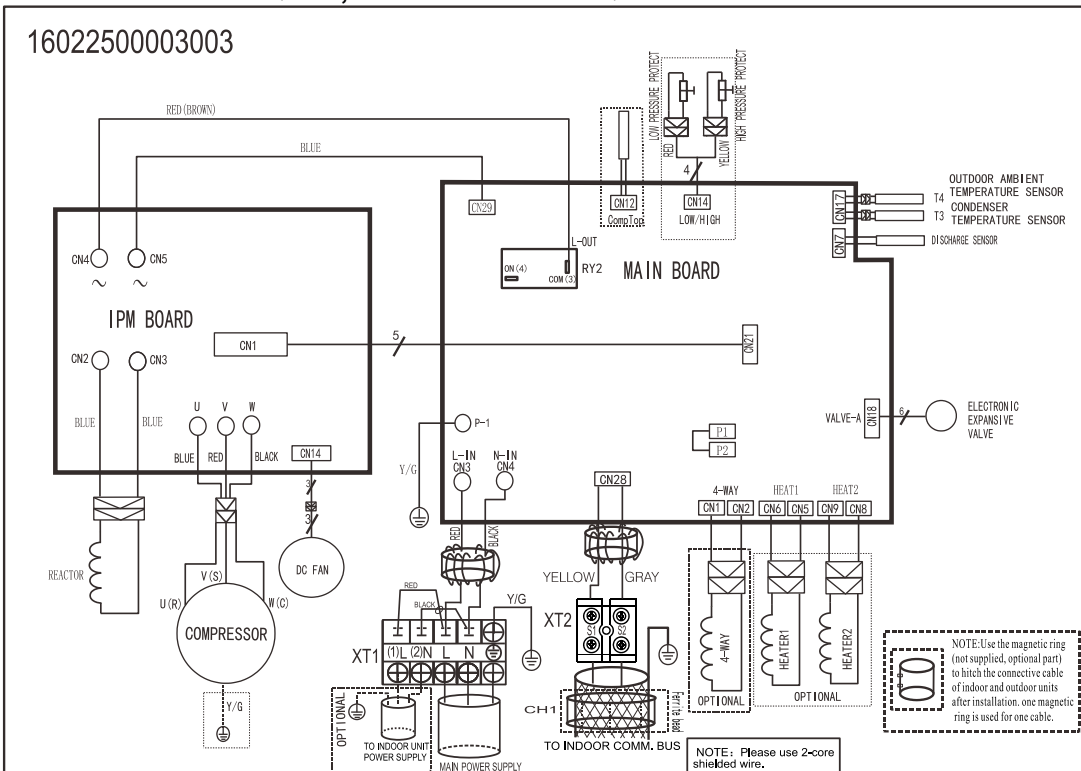 16022500003003
RED(BROWN)
BLUE
LOW PRESSURE PROTECT
HIGH PRESSURE PROTECT
RED
YELLOW
4
CN12
CompTop
CN14
LOW/HIGH
CN17
OUTDOOR AMBIENT
T4 TEMPERATURE SENSOR
CONDENSER
T3 TEMPERATURE SENSOR
CN7
DISCHARGE SENSOR
CN29
L-OUT
ON(4)
COM(3)
RY2
MAIN BOARD
CN4
CN5
~
~
IPM BOARD
CN1
5
CN21
CN2
CN3
BLUE
BLUE
U
V
W
BLUE
RED
BLACK
CN14
3
3
DC FAN
REACTOR
V(S)
U(R)
W(C)
COMPRESSOR
Y/G
P-1
Y/G
L-IN
CN3
N-IN
CN4
RED
BLACK
P1
P2
CN28
YELLOW
GRAY
VALVE-A
CN18
6
ELECTRONIC
EXPANSIVE
VALVE
4-WAY
HEAT1
HEAT2
CN1
CN2
CN6
CN5
CN9
CN8
4-WAY
HEATER1
HEATER2
OPTIONAL
OPTIONAL
RED
BLACK
Y/G
XT1
(1)L (2)N L N
OPTIONAL
TO INDOOR UNIT
POWER SUPPLY
MAIN POWER SUPPLY
XT2
S1
S2
CH1
Ferrite bead
TO INDOOR COMM. BUS
NOTE: Please use 2-core
shielded wire.
NOTE:Use the magnetic ring
(not supplied, optional part)
to hitch the connective cable
of indoor and outdoor units
after installation. one magnetic
ring is used for one cable.